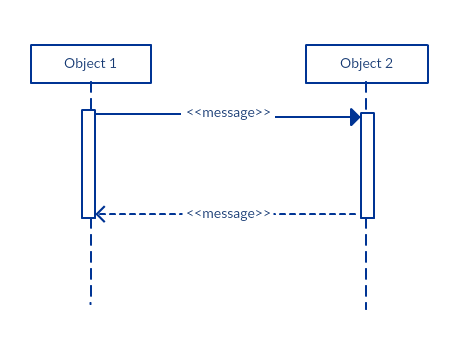 Object 1
Object 2
<<message>>
<<message>>